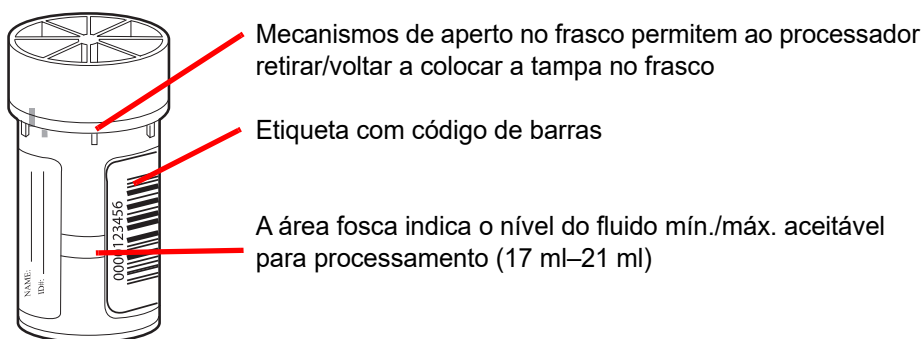 Mecanismos de aperto no frasco permitem ao processador
retirar/voltar a colocar a tampa no frasco
Etiqueta com código de barras
A área fosca indica o nível do fluido mín./máx. aceitável
para processamento (17 ml–21 ml)
NAME:
ID#:
0000123456